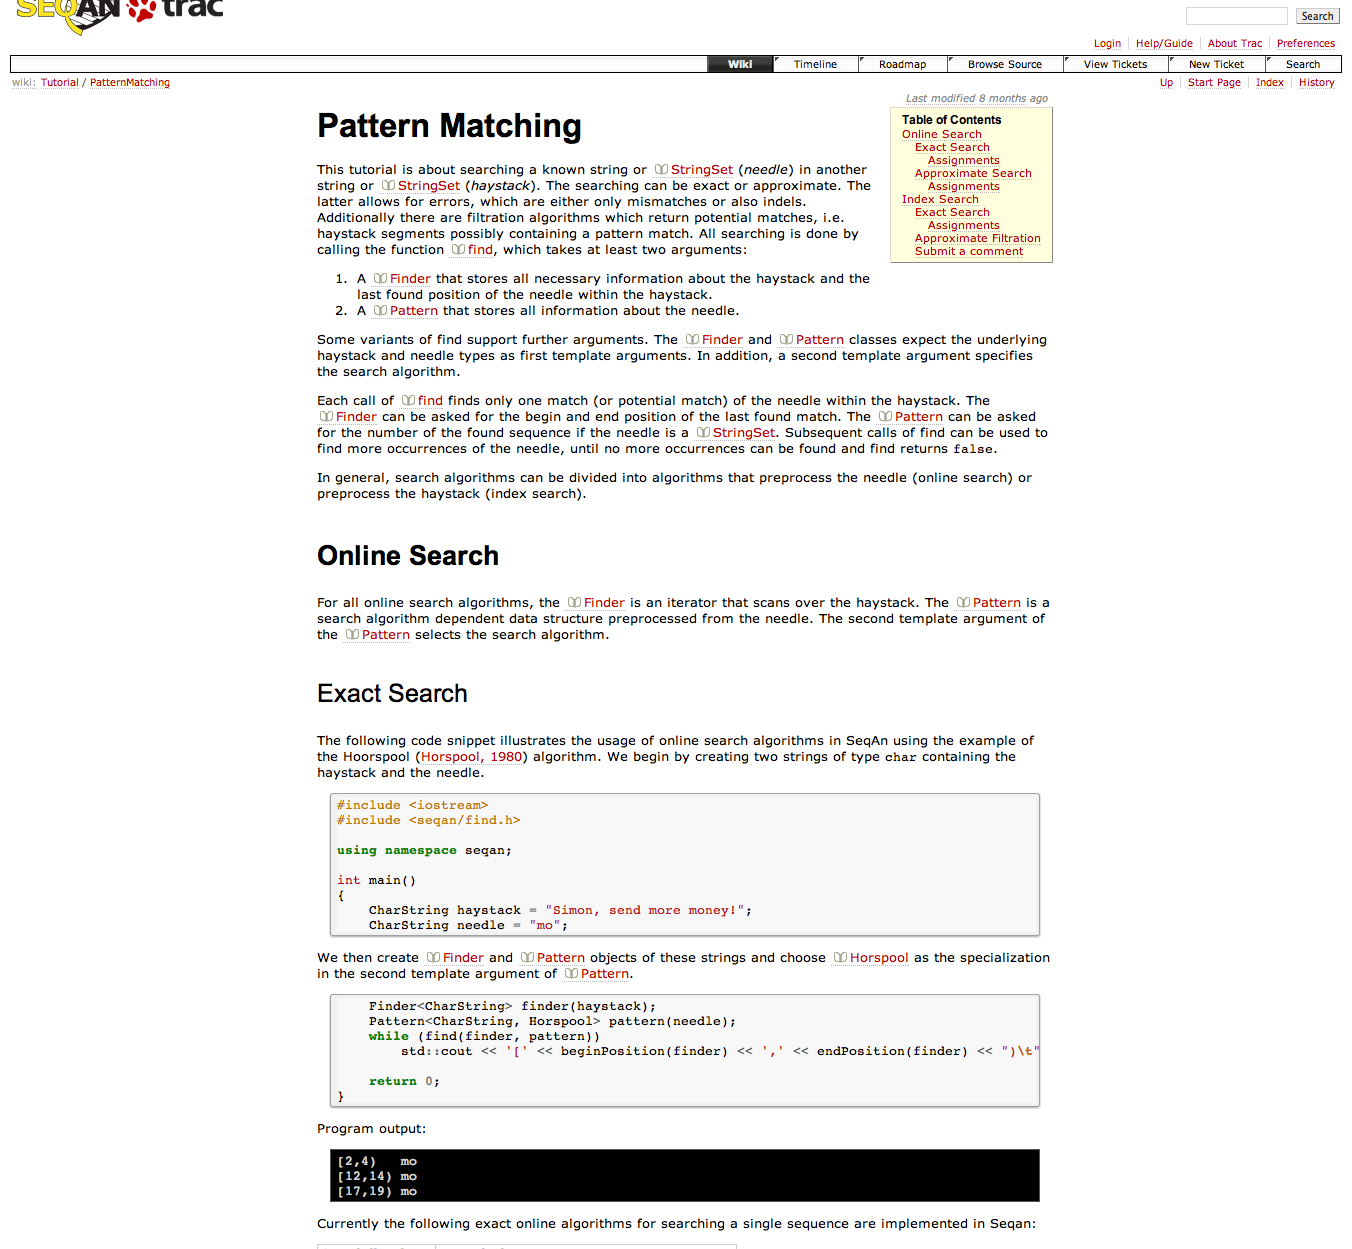 SEQAN trac
Search
Login Help/Guide About Trac Preferences
Wiki Timeline Roadmap Browse Source View Tickets New Ticket Search
wiki: Tutorial / PatternMatching
Up Start Page Index History
Last modified 8 months ago
Table of Contents
Online Search
Exact Search
Assignments
Approximate Search
Assignments
Index Search
Exact Search
Assignments
Approximate Filtration
Submit a comment
Pattern Matching
This tutorial is about searching a known string or StringSet (needle) in another
string or StringSet (haystack). The searching can be exact or approximate. The
latter allows for errors, which are either only mismatches or also indels.
Additionally there are filtration algorithms which return potential matches, i.e.
haystack segments possibly containing a pattern match. All searching is done by
calling the function find, which takes at least two arguments:
1. A Finder that stores all necessary information about the haystack and the
last found position of the needle within the haystack.
2. A Pattern that stores all information about the needle.
Some variants of find support further arguments. The Finder and Pattern classes expect the underlying
haystack and needle types as first template arguments. In addition, a second template argument specifies
the search algorithm.
Each call of find finds only one match (or potential match) of the needle within the haystack. The
Finder can be asked for the begin and end position of the last found match. The Pattern can be asked
for the number of the found sequence if the needle is a StringSet. Subsequent calls of find can be used to
find more occurrences of the needle, until no more occurrences can be found and find returns false.
In general, search algorithms can be divided into algorithms that preprocess the needle (online search) or
preprocess the haystack (index search).
Online Search
For all online search algorithms, the Finder is an iterator that scans over the haystack. The Pattern is a
search algorithm dependent data structure preprocessed from the needle. The second template argument of
the Pattern selects the search algorithm.
Exact Search
The following code snippet illustrates the usage of online search algorithms in SeqAn using the example of
the Hoorspool (Horspool, 1980) algorithm. We begin by creating two strings of type char containing the
haystack and the needle.
#include <iostream>
#include <seqan/find.h>
using namespace seqan;
int main()
{
CharString haystack = "Simon, send more money!";
CharString needle = "mo";
We then create Finder and Pattern objects of these strings and choose Horspool as the specialization
in the second template argument of Pattern.
Finder<CharString> finder(haystack);
Pattern<CharString, Horspool> pattern(needle);
while (find(finder, pattern))
std::cout << '[' << beginPosition(finder) << ',' << endPosition(finder) << ")\t"
return 0;
}
Program output:
[2,4) mo
[12,14) mo
[17,19) mo
Currently the following exact online algorithms for searching a single sequence are implemented in Seqan: